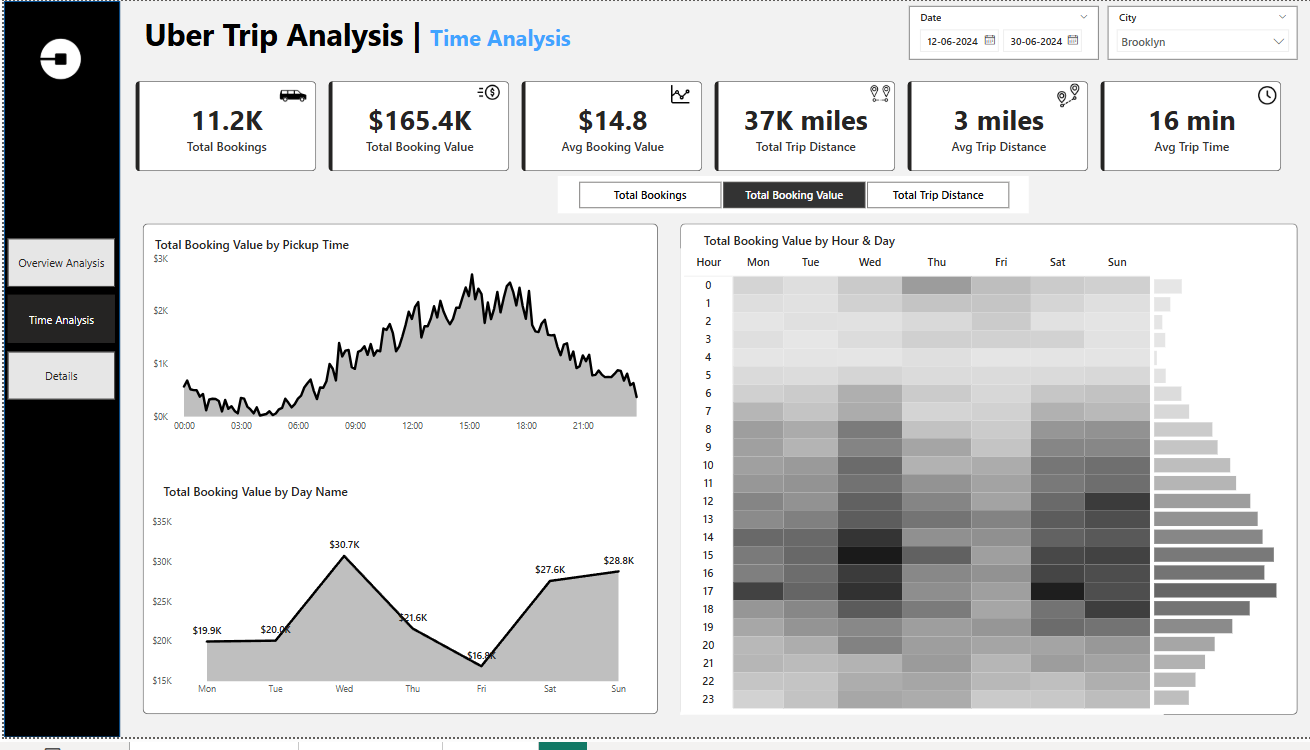 Uber Trip Analysis | Time Analysis
Date
12-06-2024 30-06-2024
City
Brooklyn
11.2K
Total Bookings
$165.4K
Total Booking Value
$14.8
Avg Booking Value
37K miles
Total Trip Distance
3 miles
Avg Trip Distance
16 min
Avg Trip Time
Total Bookings Total Booking Value Total Trip Distance
Overview Analysis
Time Analysis
Details
Total Booking Value by Pickup Time
$3K
$2K
$1K
$0K
00:00 03:00 06:00 09:00 12:00 15:00 18:00 21:00
Total Booking Value by Day Name
$35K
$30K
$25K
$20K
$15K
$19.9K $20.0K $30.7K $21.6K $16.8K $27.6K $28.8K
Mon Tue Wed Thu Fri Sat Sun
Total Booking Value by Hour & Day
Hour Mon Tue Wed Thu Fri Sat Sun
0
1
2
3
4
5
6
7
8
9
10
11
12
13
14
15
16
17
18
19
20
21
22
23